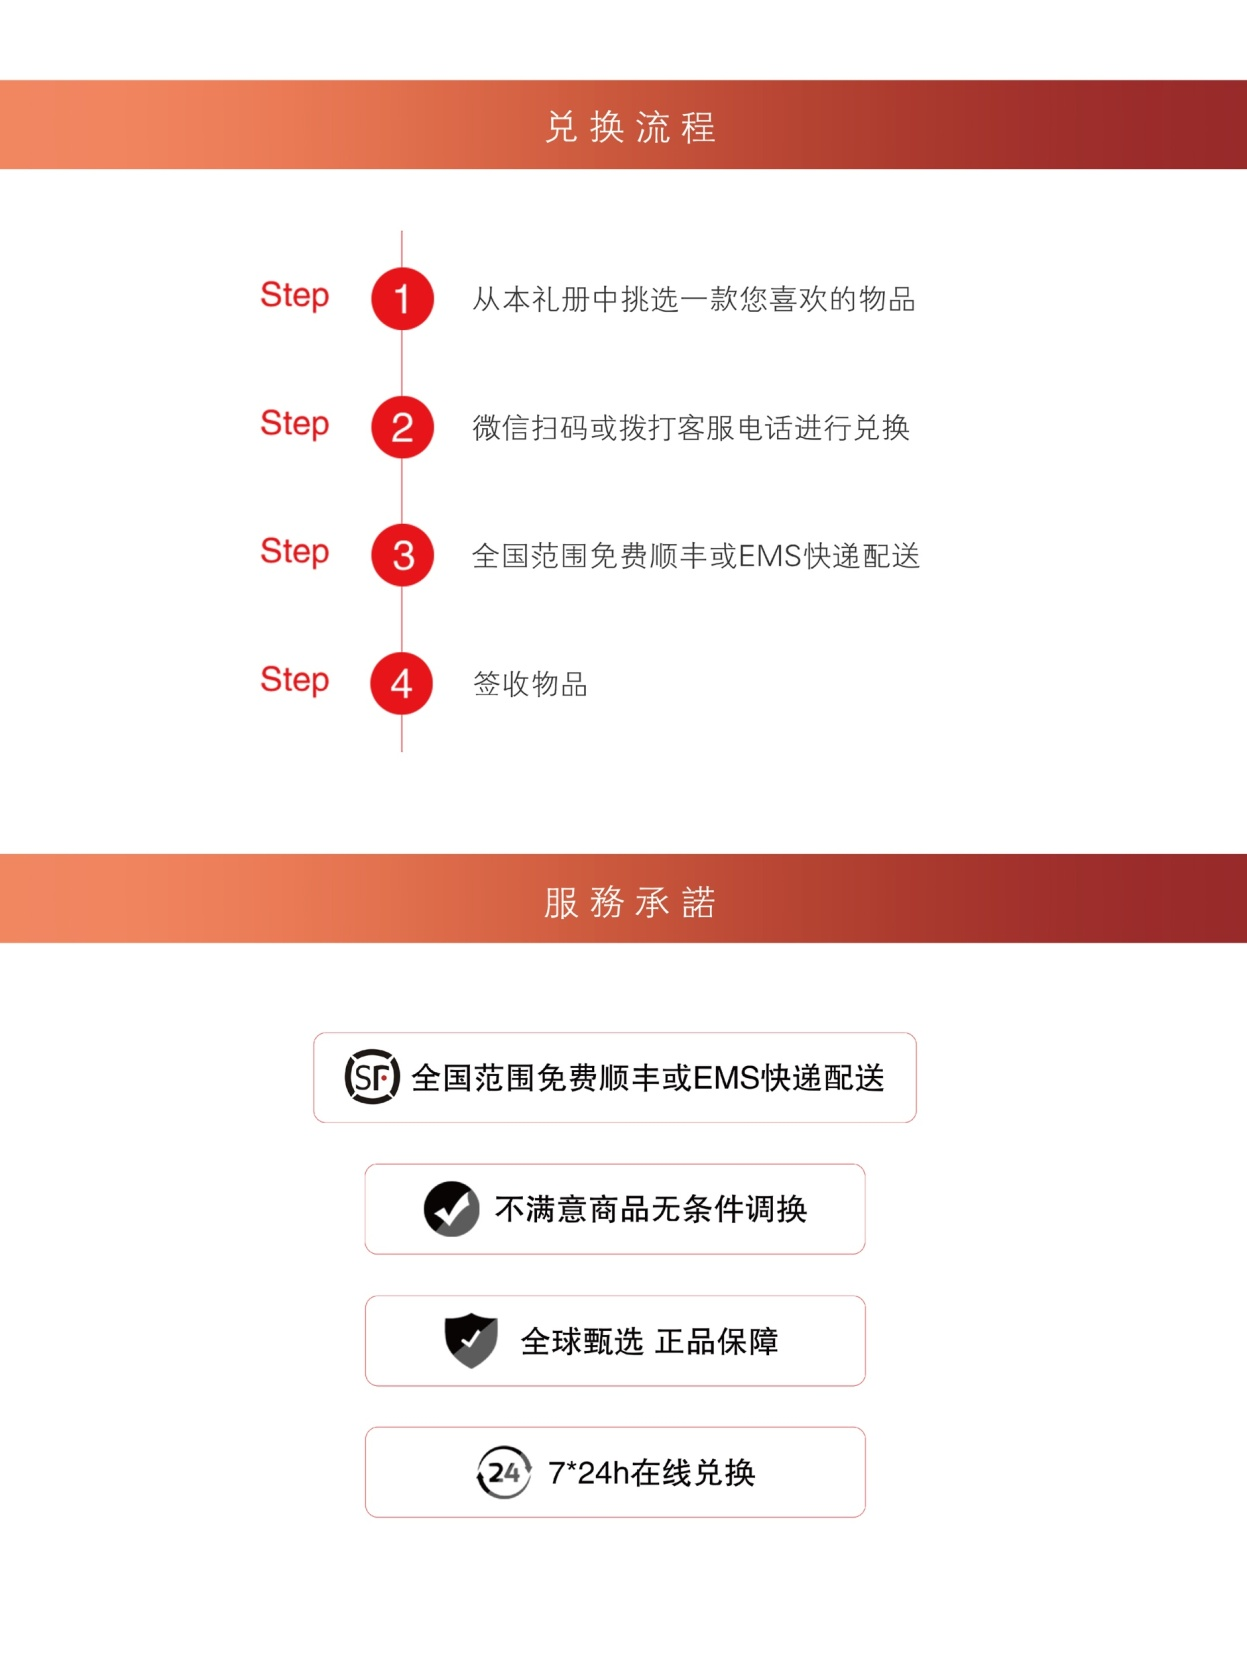 兑换流程
Step 1 从本礼册中挑选一款您喜欢的物品
Step 2 微信扫码或拨打客服电话进行兑换
Step 3 全国范围免费顺丰或EMS快递配送
Step 4 签收物品
服務承諾
SF 全国范围免费顺丰或EMS快递配送
不满意商品无条件调换
全球甄选 正品保障
24 7*24h在线兑换